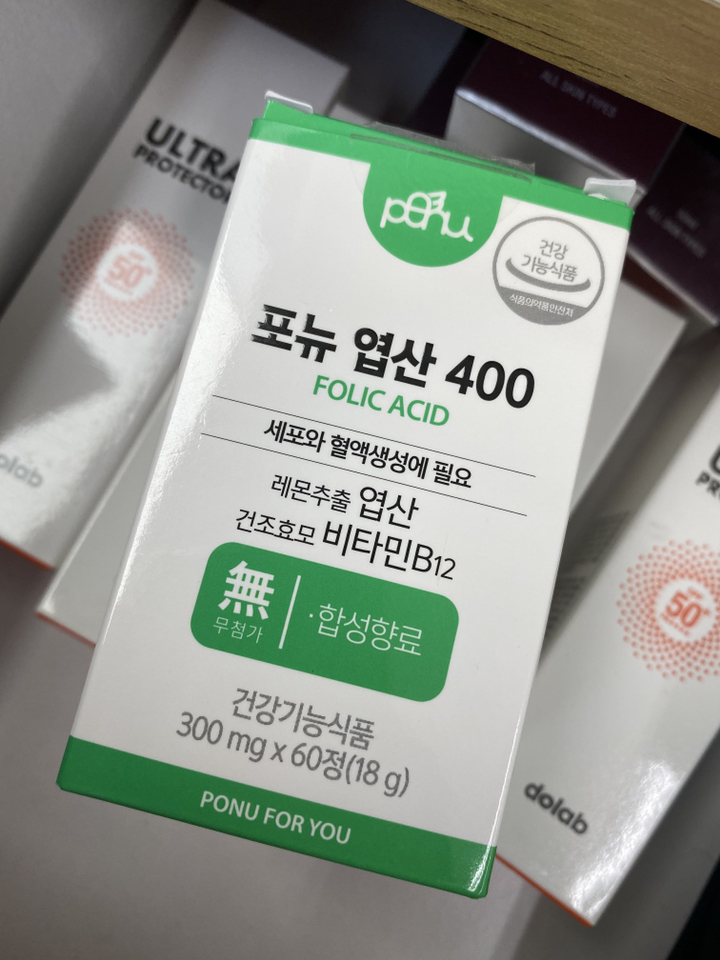 ALL SKIN TYPES
ULTRA
PROTECTOR
50+
ponu
건강
기능식품
식품의약품안전처
포뉴 엽산 400
FOLIC ACID
세포와 혈액생성에 필요
레몬추출 엽산
건조효모 비타민B12
無
무첨가
·합성향료
건강기능식품
300 mg x 60정(18 g)
PONU FOR YOU
ALL SKIN TYPES
50+
dolab